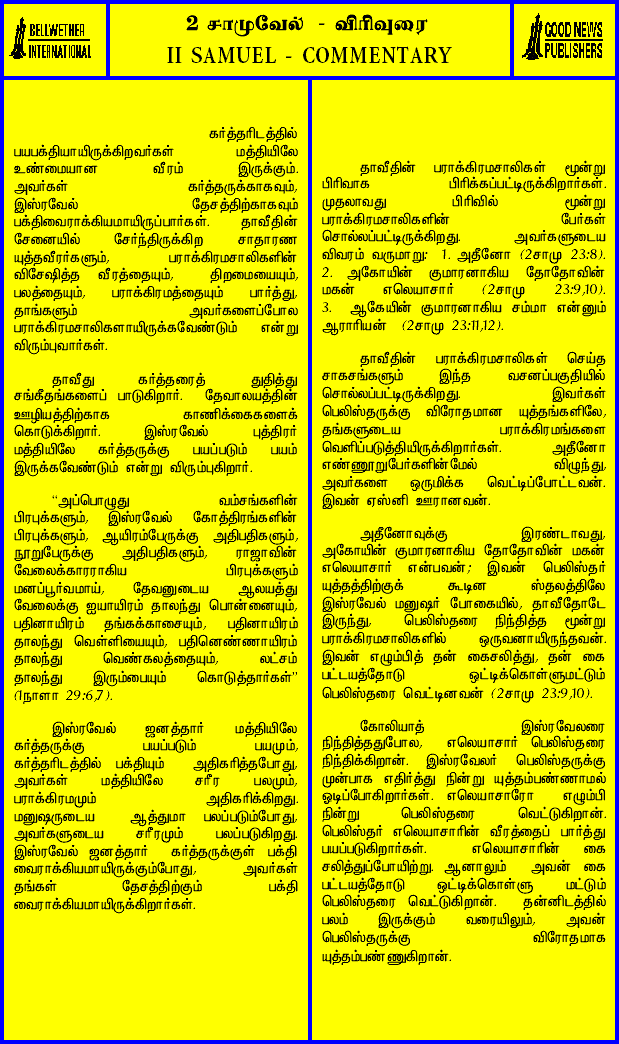 BELLWETHER
INTERNATIONAL
2 சாமுவேல் - விரிவுரை
II SAMUEL - COMMENTARY
GOOD NEWS
PUBLISHERS
கர்த்தரிடத்தில்
பயபக்தியாயிருக்கிறவர்கள் மத்தியிலே
உண்மையான வீரம் இருக்கும்.
அவர்கள் கர்த்தருக்காகவும்,
இஸ்ரவேல் தேசத்திற்காகவும்
பக்திவைராக்கியமாயிருப்பார்கள். தாவீதின்
சேனையில் சேர்ந்திருக்கிற சாதாரண
யுத்தவீரர்களும், பராக்கிரமசாலிகளின்
விசேஷித்த வீரத்தையும், திறமையையும்,
பலத்தையும், பராக்கிரமத்தையும் பார்த்து,
தாங்களும் அவர்களைப்போல
பராக்கிரமசாலிகளாயிருக்கவேண்டும் என்று
விரும்புவார்கள்.
தாவீது கர்த்தரைத் துதித்து
சங்கீதங்களைப் பாடுகிறார். தேவாலயத்தின்
ஊழியத்திற்காக காணிக்கைகளைக்
கொடுக்கிறார். இஸ்ரவேல் புத்திரர்
மத்தியிலே கர்த்தருக்கு பயப்படும் பயம்
இருக்கவேண்டும் என்று விரும்புகிறார்.
“அப்பொழுது வம்சங்களின்
பிரபுக்களும், இஸ்ரவேல் கோத்திரங்களின்
பிரபுக்களும், ஆயிரம்பேருக்கு அதிபதிகளும்,
நூறுபேருக்கு அதிபதிகளும், ராஜாவின்
வேலைக்காரராகிய பிரபுக்களும்
மனப்பூர்வமாய், தேவனுடைய ஆலயத்து
வேலைக்கு ஐயாயிரம் தாலந்து பொன்னையும்,
பதினாயிரம் தங்கக்காசையும், பதினாயிரம்
தாலந்து வெள்ளியையும், பதினெண்ணாயிரம்
தாலந்து வெண்கலத்தையும், லட்சம்
தாலந்து இரும்பையும் கொடுத்தார்கள்”
(1நாளா 29:6,7).
இஸ்ரவேல் ஜனத்தார் மத்தியிலே
கர்த்தருக்கு பயப்படும் பயமும்,
கர்த்தரிடத்தில் பக்தியும் அதிகரித்தபோது,
அவர்கள் மத்தியிலே சரீர பலமும்,
பராக்கிரமமும் அதிகரிக்கிறது.
மனுஷருடைய ஆத்துமா பலப்படும்போது,
அவர்களுடைய சரீரமும் பலப்படுகிறது.
இஸ்ரவேல் ஜனத்தார் கர்த்தருக்குள் பக்தி
வைராக்கியமாயிருக்கும்போது, அவர்கள்
தங்கள் தேசத்திற்கும் பக்தி
வைராக்கியமாயிருக்கிறார்கள்.
தாவீதின் பராக்கிரமசாலிகள் மூன்று
பிரிவாக பிரிக்கப்பட்டிருக்கிறார்கள்.
முதலாவது பிரிவில் மூன்று
பராக்கிரமசாலிகளின் பேர்கள்
சொல்லப்பட்டிருக்கிறது. அவர்களுடைய
விவரம் வருமாறு: 1. அதீனோ (2சாமு 23:8).
2. அகோயின் குமாரனாகிய தோதோவின்
மகன் எலெயாசார் (2சாமு 23:9,10).
3. ஆகேயின் குமாரனாகிய சம்மா என்னும்
ஆராரியன் (2சாமு 23:11,12).
தாவீதின் பராக்கிரமசாலிகள் செய்த
சாகசங்களும் இந்த வசனப்பகுதியில்
சொல்லப்பட்டிருக்கிறது. இவர்கள்
பெலிஸ்தருக்கு விரோதமான யுத்தங்களிலே,
தங்களுடைய பராக்கிரமங்களை
வெளிப்படுத்தியிருக்கிறார்கள். அதீனோ
எண்ணூறுபேர்களின்மேல் விழுந்து,
அவர்களை ஒருமிக்க வெட்டிப்போட்டவன்.
இவன் ஏஸ்னி ஊரானவன்.
அதீனோவுக்கு இரண்டாவது,
அகோயின் குமாரனாகிய தோதோவின் மகன்
எலெயாசார் என்பவன்; இவன் பெலிஸ்தர்
யுத்தத்திற்குக் கூடின ஸ்தலத்திலே
இஸ்ரவேல் மனுஷர் போகையில், தாவீதோடே
இருந்து, பெலிஸ்தரை நிந்தித்த மூன்று
பராக்கிரமசாலிகளில் ஒருவனாயிருந்தவன்.
இவன் எழும்பித் தன் கைசலித்து, தன் கை
பட்டயத்தோடு ஒட்டிக்கொள்ளுமட்டும்
பெலிஸ்தரை வெட்டினவன் (2சாமு 23:9,10).
கோலியாத் இஸ்ரவேலரை
நிந்தித்ததுபோல, எலெயாசார் பெலிஸ்தரை
நிந்திக்கிறான். இஸ்ரவேலர் பெலிஸ்தருக்கு
முன்பாக எதிர்த்து நின்று யுத்தம்பண்ணாமல்
ஓடிப்போகிறார்கள். எலெயாசாரோ எழும்பி
நின்று பெலிஸ்தரை வெட்டுகிறான்.
பெலிஸ்தர் எலெயாசாரின் வீரத்தைப் பார்த்து
பயப்படுகிறார்கள். எலெயாசாரின் கை
சலித்துப்போயிற்று. ஆனாலும் அவன் கை
பட்டயத்தோடு ஒட்டிக்கொள்ளு மட்டும்
பெலிஸ்தரை வெட்டுகிறான். தன்னிடத்தில்
பலம் இருக்கும் வரையிலும், அவன்
பெலிஸ்தருக்கு விரோதமாக
யுத்தம்பண்ணுகிறான்.